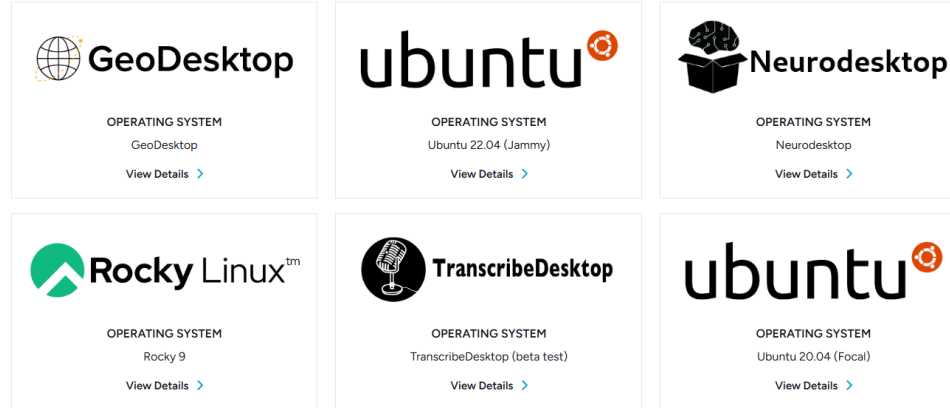 GeoDesktop
OPERATING SYSTEM
GeoDesktop
View Details
ubuntu
OPERATING SYSTEM
Ubuntu 22.04 (Jammy)
View Details
Neurodesktop
OPERATING SYSTEM
Neurodesktop
View Details
Rocky Linux™
OPERATING SYSTEM
Rocky 9
View Details
TranscribeDesktop
OPERATING SYSTEM
TranscribeDesktop (beta test)
View Details
ubuntu
OPERATING SYSTEM
Ubuntu 20.04 (Focal)
View Details